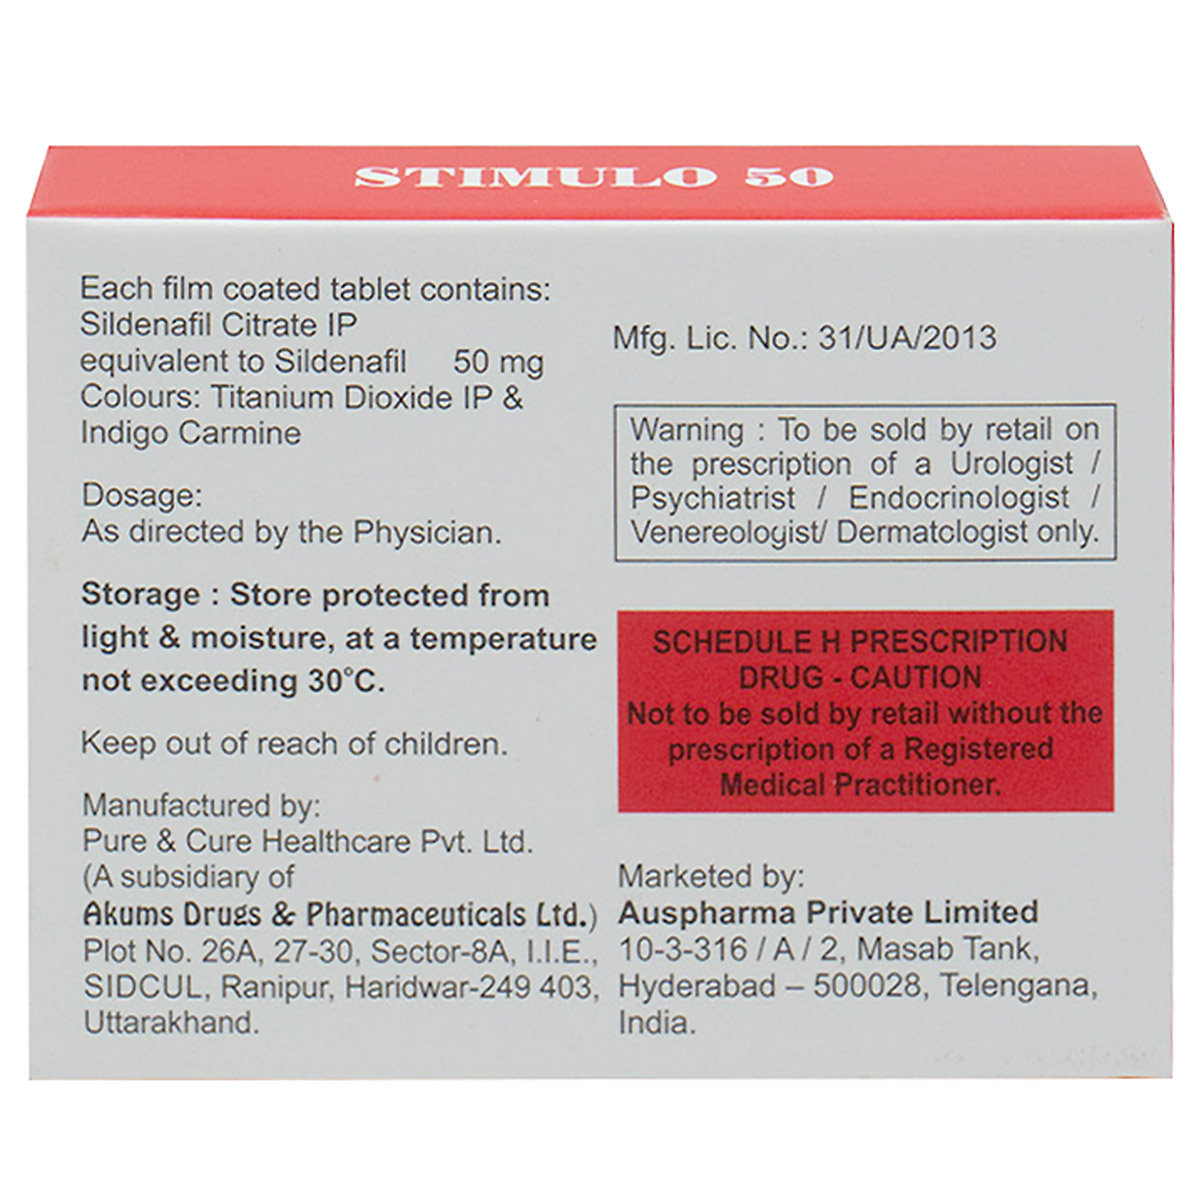 STIMULO 50
Each film coated tablet contains:
Sildenafil Citrate IP
equivalent to Sildenafil 50 mg
Colours: Titanium Dioxide IP &
Indigo Carmine
Dosage:
As directed by the Physician.
Storage : Store protected from
light & moisture, at a temperature
not exceeding 30°C.
Keep out of reach of children.
Manufactured by:
Pure & Cure Healthcare Pvt. Ltd.
(A subsidiary of
Akums Drugs & Pharmaceuticals Ltd.)
Plot No. 26A, 27-30, Sector-8A, I.I.E.,
SIDCUL, Ranipur, Haridwar-249 403,
Uttarakhand.
Mfg. Lic. No.: 31/UA/2013
Warning : To be sold by retail on
the prescription of a Urologist /
Psychiatrist / Endocrinologist /
Venereologist/ Dermatclogist only.
SCHEDULE H PRESCRIPTION
DRUG - CAUTION
Not to be sold by retail without the
prescription of a Registered
Medical Practitioner.
Marketed by:
Auspharma Private Limited
10-3-316 / A / 2, Masab Tank,
Hyderabad – 500028, Telengana,
India.